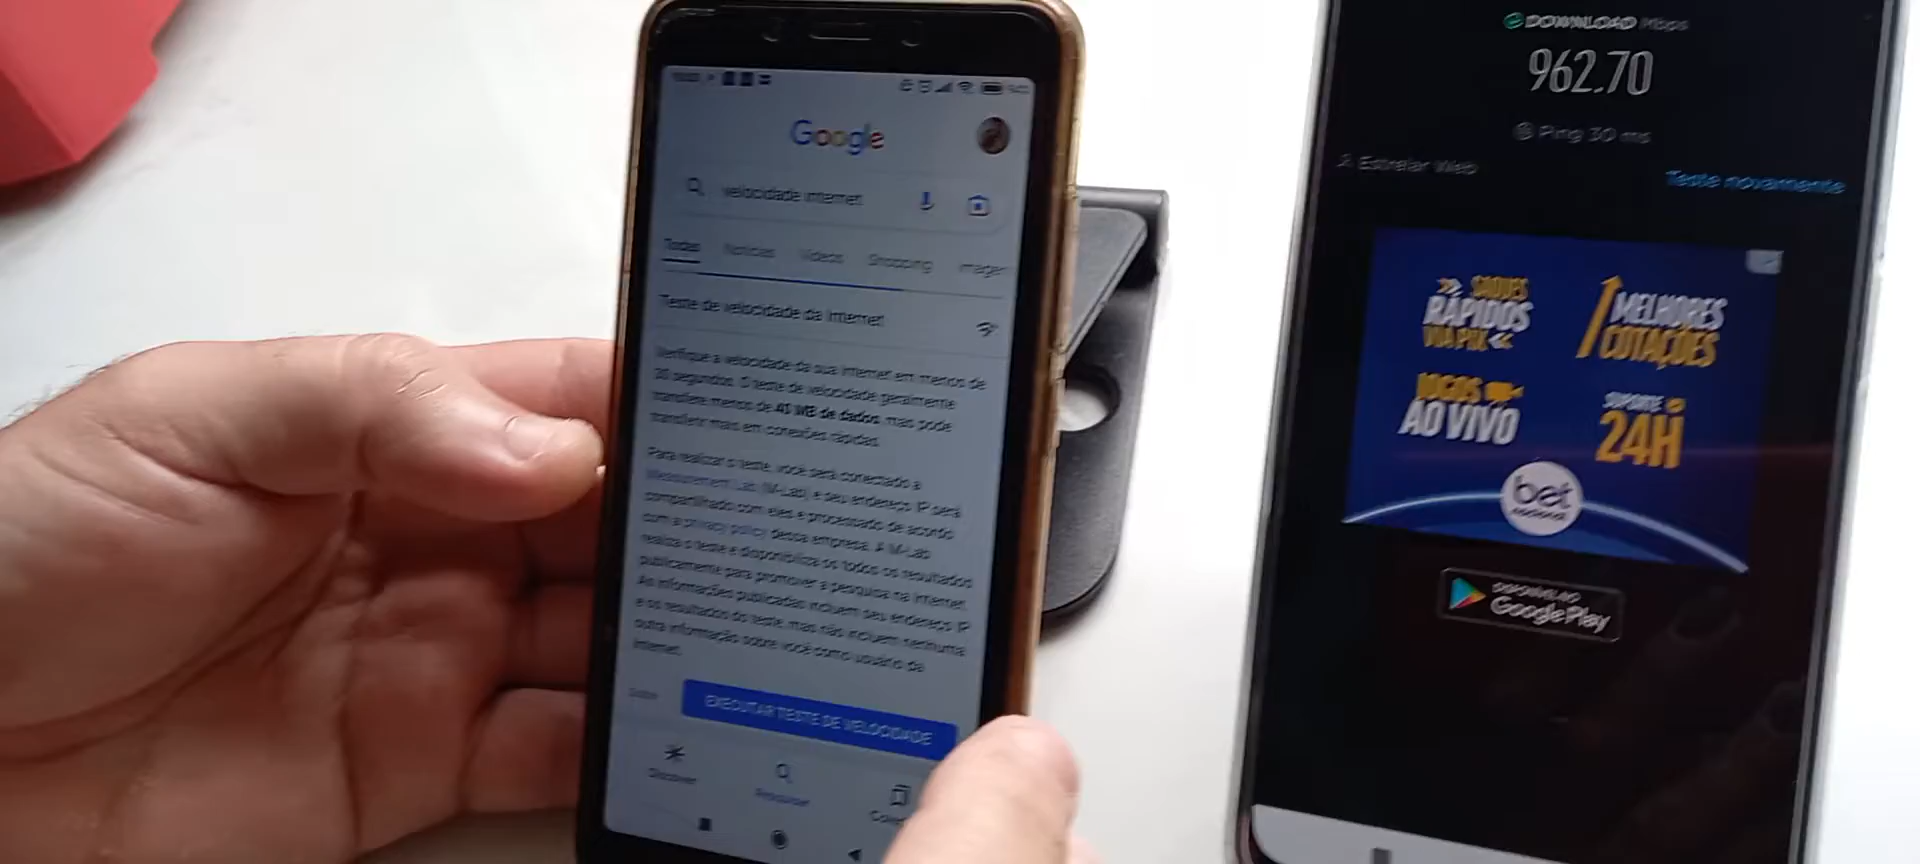 Google
velocidade internet
Todas Notícias Vídeos Shopping Imagen
Teste de velocidade da Internet
Verifique a velocidade da sua Internet em menos de
30 segundos. O teste de velocidade geralmente
transfere menos de 40 MB de dados, mas pode
transferir mais em conexões rápidas.
Para realizar o teste, você será conectado a
Measurement Lab (M-Lab), e seu endereço IP será
compartilhado com eles e processado de acordo
com a privacy policy dessa empresa. A M-Lab
realiza o teste e disponibiliza os todos os resultados
publicamente para promover a pesquisa na Internet.
As informações publicadas incluem seu endereço IP
e os resultados do teste, mas não incluem nenhuma
outra informação sobre você como usuário da
Internet.
EXECUTAR TESTE DE VELOCIDADE
Discover Pesquisar
DOWNLOAD Mbps
962.70
Ping 30 ms
Estrelar Web
Teste novamente
SAQUES
RÁPIDOS
VIA PIX
MELHORES
COTAÇÕES
JOGOS
AO VIVO
SUPORTE
24H
bet
nacional
Google Play